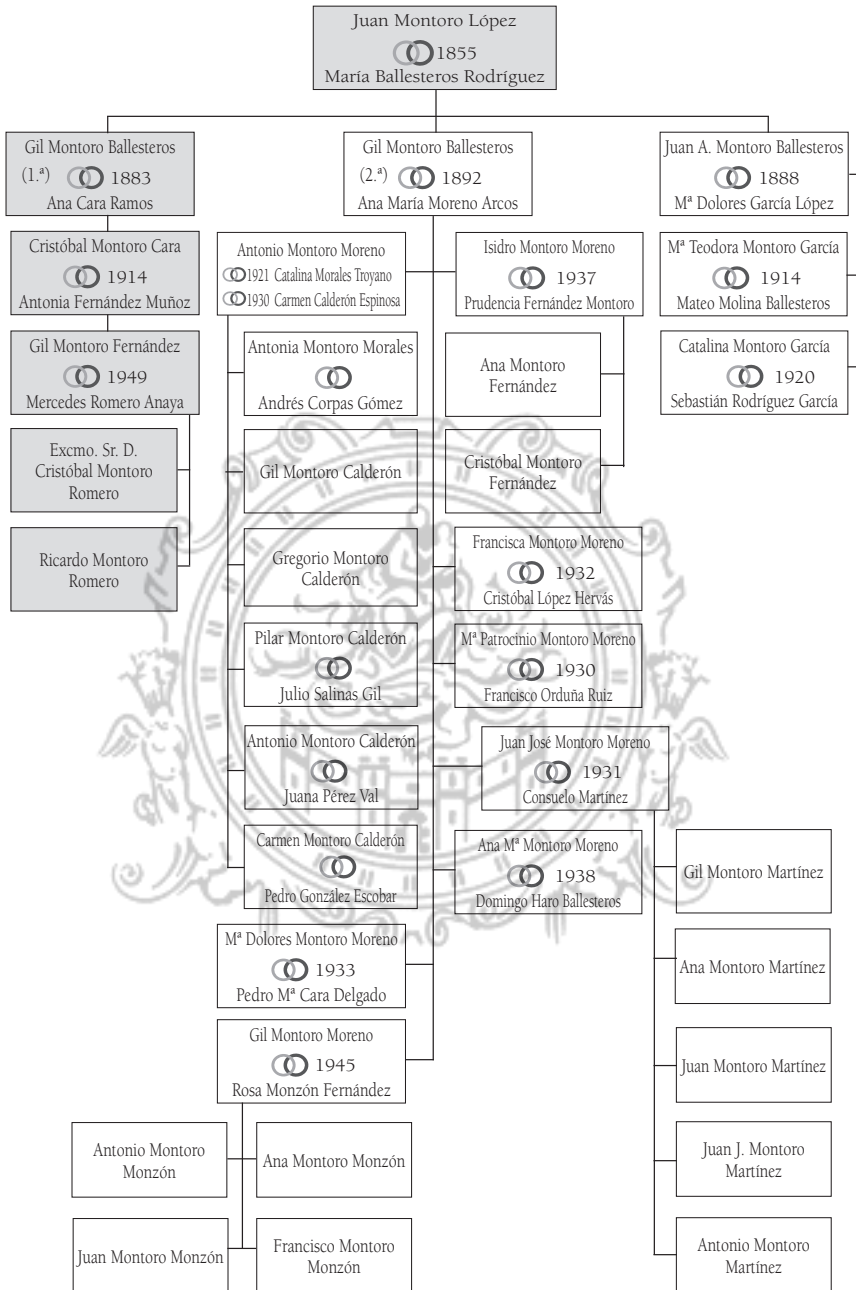 Juan Montoro López
1855
María Ballesteros Rodríguez
Gil Montoro Ballesteros
(1.ª) 1883
Ana Cara Ramos
Gil Montoro Ballesteros
(2.ª) 1892
Ana María Moreno Arcos
Juan A. Montoro Ballesteros
1888
Mª Dolores García López
Cristóbal Montoro Cara
1914
Antonia Fernández Muñoz
Antonio Montoro Moreno
1921 Catalina Morales Troyano
1930 Carmen Calderón Espinosa
Isidro Montoro Moreno
1937
Prudencia Fernández Montoro
Mª Teodora Montoro García
1914
Mateo Molina Ballesteros
Gil Montoro Fernández
1949
Mercedes Romero Anaya
Antonia Montoro Morales
Andrés Corpas Gómez
Ana Montoro
Fernández
Catalina Montoro García
1920
Sebastián Rodríguez García
Excmo. Sr. D.
Cristóbal Montoro
Romero
Gil Montoro Calderón
Cristóbal Montoro
Fernández
Ricardo Montoro
Romero
Gregorio Montoro
Calderón
Francisca Montoro Moreno
1932
Cristóbal López Hervás
Pilar Montoro Calderón
Julio Salinas Gil
Mª Patrocinio Montoro Moreno
1930
Francisco Orduña Ruiz
Antonio Montoro Calderón
Juana Pérez Val
Juan José Montoro Moreno
1931
Consuelo Martínez
Carmen Montoro Calderón
Pedro González Escobar
Ana Mª Montoro Moreno
1938
Domingo Haro Ballesteros
Gil Montoro Martínez
Mª Dolores Montoro Moreno
1933
Pedro Mª Cara Delgado
Ana Montoro Martínez
Gil Montoro Moreno
1945
Rosa Monzón Fernández
Juan Montoro Martínez
Antonio Montoro
Monzón
Ana Montoro Monzón
Juan J. Montoro
Martínez
Juan Montoro Monzón
Francisco Montoro
Monzón
Antonio Montoro
Martínez